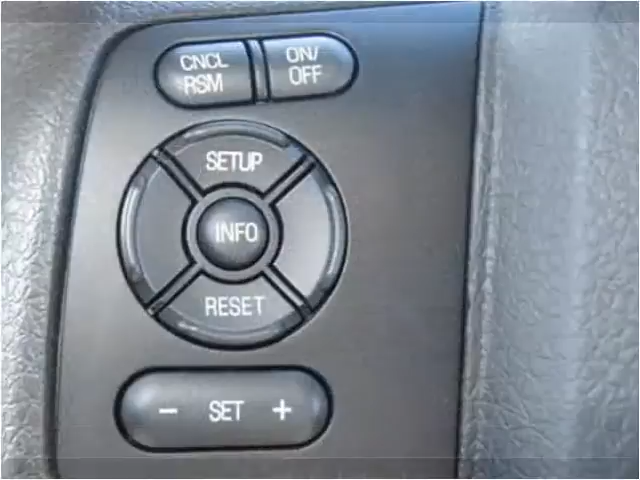 CNCL
RSM
ON/
OFF
SETUP
INFO
RESET
- SET +